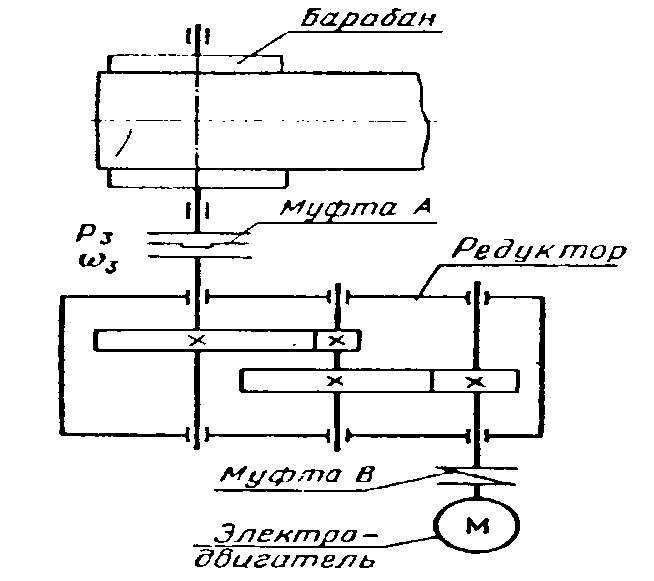 Барабан
Муфта А
P₃
ω₃
Редуктор
Муфта В
М
Электро-
двигатель